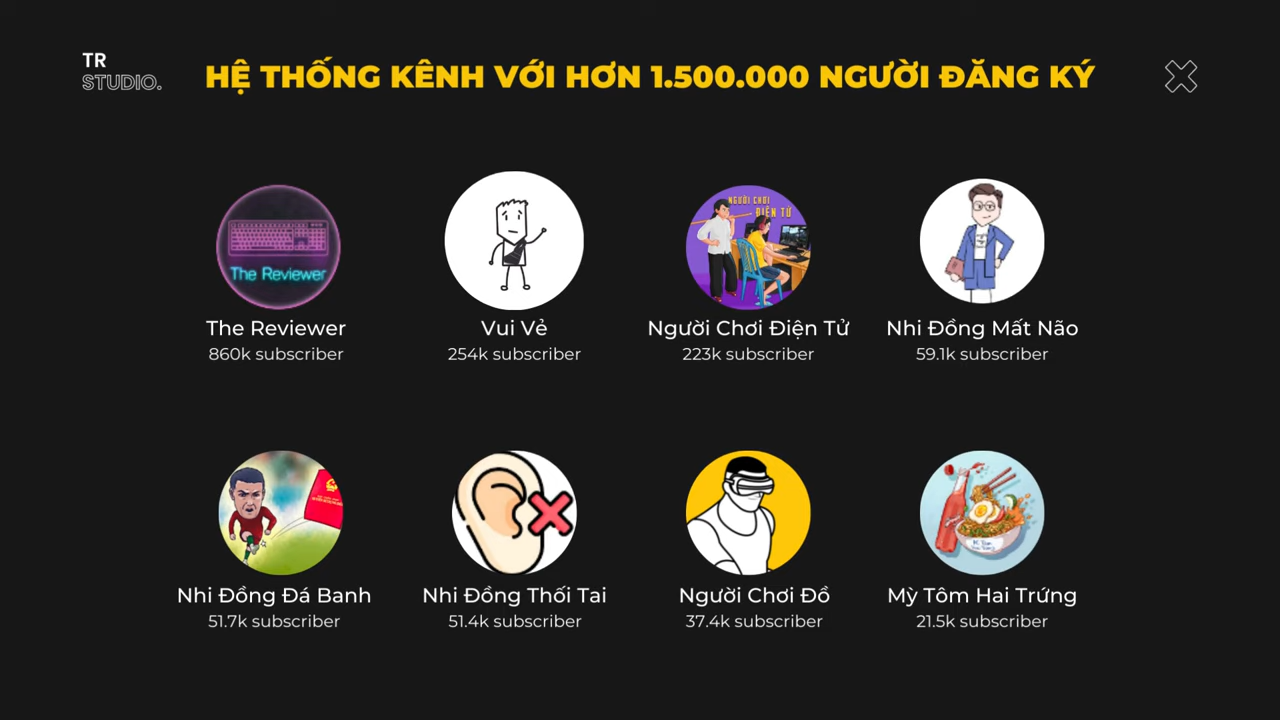 TR
STUDIO.
HỆ THỐNG KÊNH VỚI HƠN 1.500.000 NGƯỜI ĐĂNG KÝ
The Reviewer
NGƯỜI CHƠI
ĐIỆN TỬ
The Reviewer
860k subscriber
Vui Vẻ
254k subscriber
Người Chơi Điện Tử
223k subscriber
Nhi Đồng Mất Não
59.1k subscriber
Nhi Đồng Đá Banh
51.7k subscriber
Nhi Đồng Thối Tai
51.4k subscriber
Người Chơi Đồ
37.4k subscriber
Mỳ Tôm Hai Trứng
21.5k subscriber